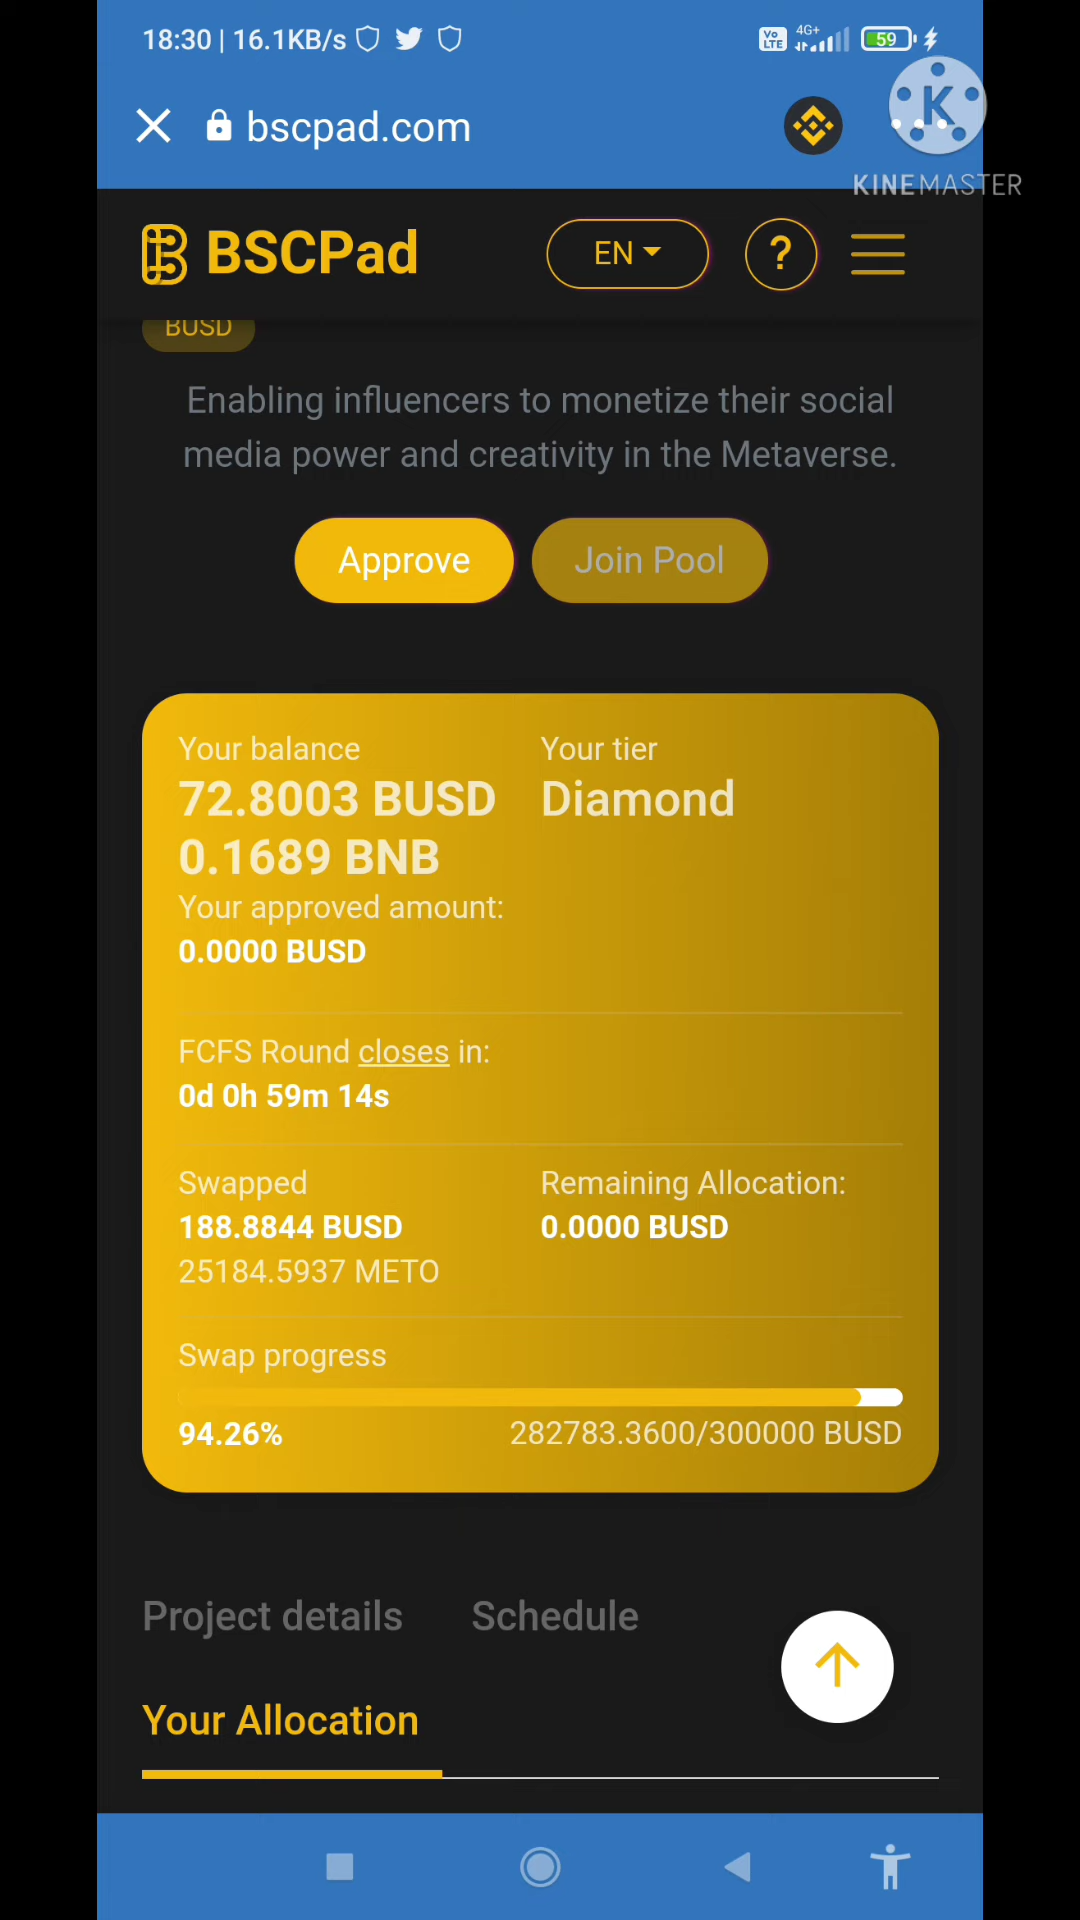 18:30 | 16.1KB/s
Vo LTE 4G+ 59
bscpad.com
K
KINEMASTER
BSCPad EN ?
BUSD
Enabling influencers to monetize their social
media power and creativity in the Metaverse.
Approve Join Pool
Your balance Your tier
72.8003 BUSD Diamond
0.1689 BNB
Your approved amount:
0.0000 BUSD
FCFS Round closes in:
0d 0h 59m 14s
Swapped Remaining Allocation:
188.8844 BUSD 0.0000 BUSD
25184.5937 METO
Swap progress
94.26% 282783.3600/300000 BUSD
Project details Schedule
Your Allocation